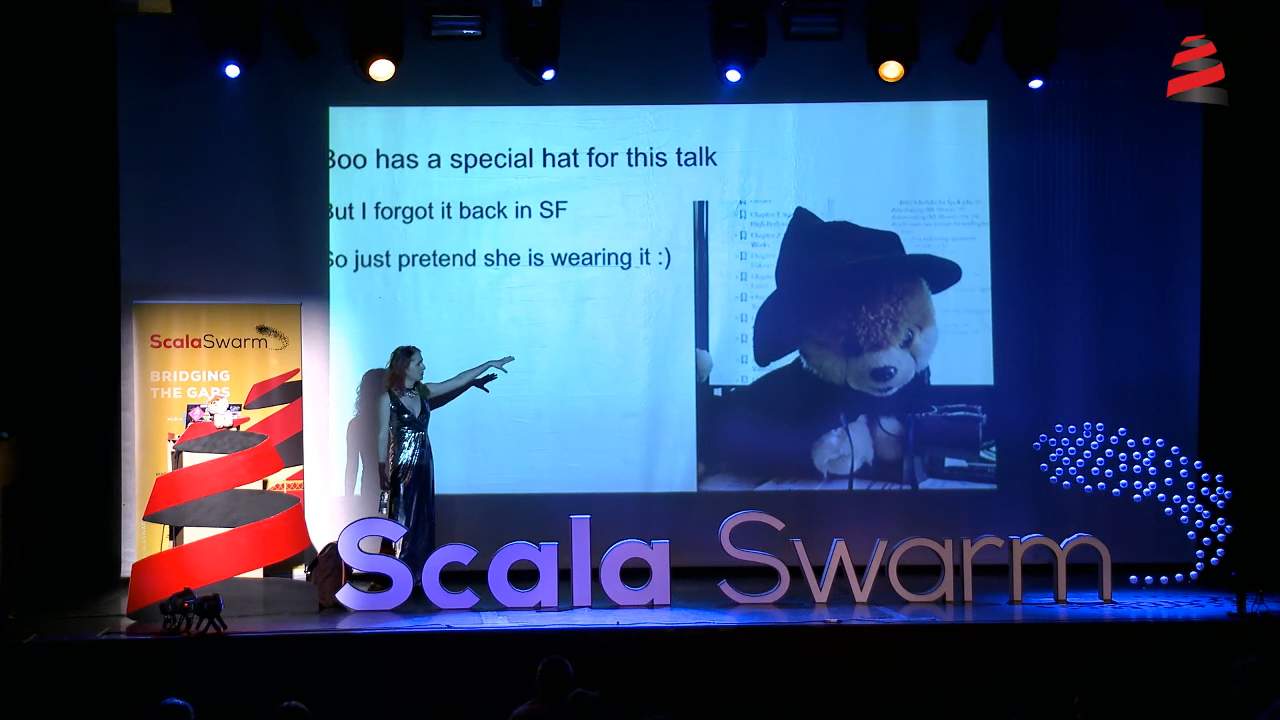 Boo has a special hat for this talk
But I forgot it back in SF
So just pretend she is wearing it :)
ScalaSwarm
BRIDGING
THE GAPS
Scala Swarm